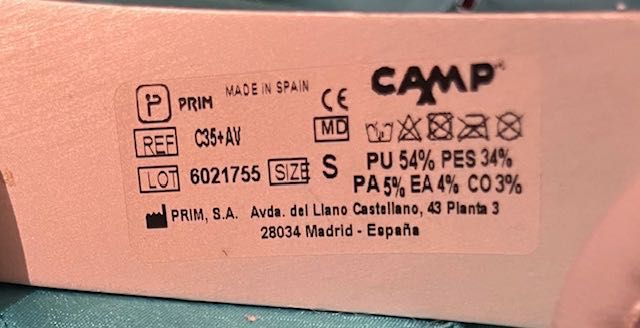 PRIM MADE IN SPAIN CE CAMP
REF C35+AV MD
LOT 6021755 SIZE S PU 54% PES 34%
PA 5% EA 4% CO 3%
PRIM, S.A. Avda. del Llano Castellano, 43 Planta 3
28034 Madrid - España